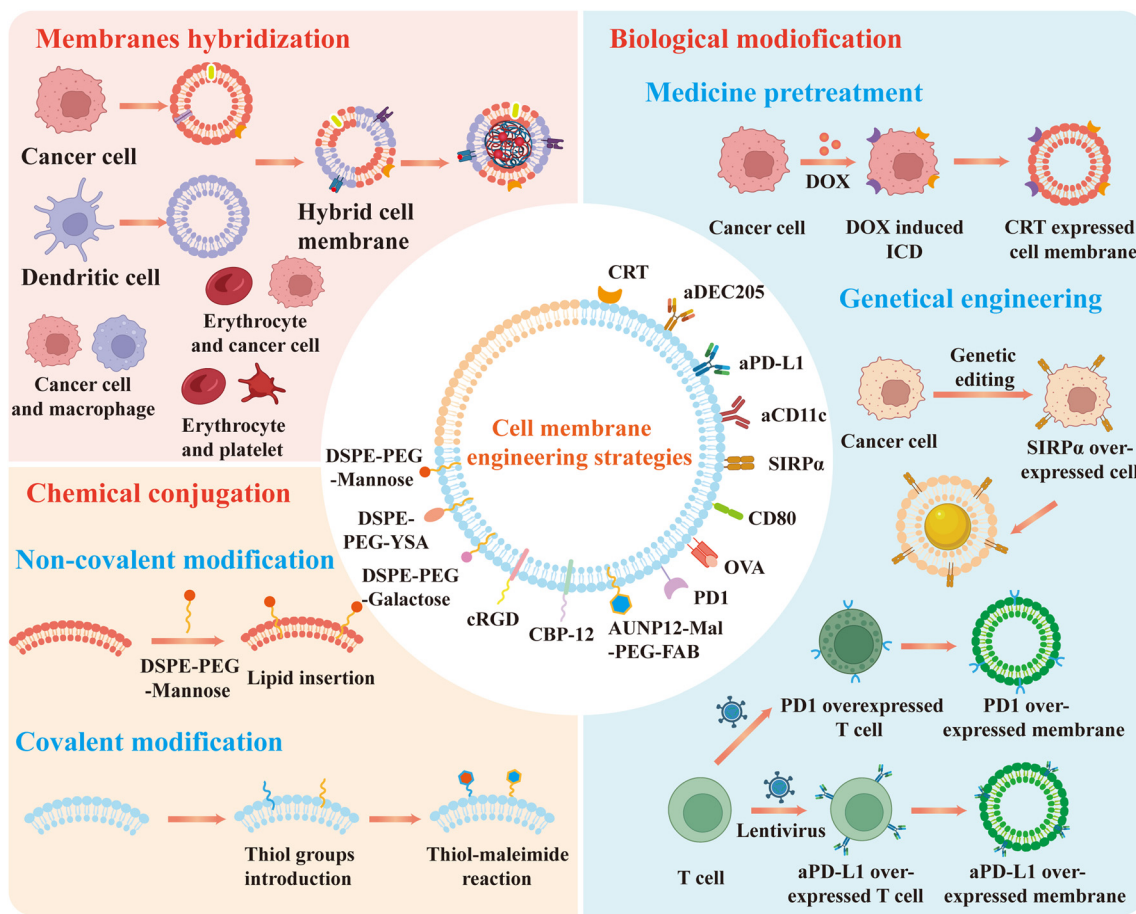 Membranes hybridization
Cancer cell
Dendritic cell
Hybrid cell
membrane
Erythrocyte
and cancer cell
Cancer cell
and macrophage
Erythrocyte
and platelet
Biological modiofication
Medicine pretreatment
DOX
Cancer cell
DOX induced
ICD
CRT expressed
cell membrane
Genetical engineering
Genetic
editing
Cancer cell
SIRPα over-
expressed cell
PD1 overexpressed
T cell
PD1 over-
expressed membrane
Lentivirus
T cell
aPD-L1 over-
expressed T cell
aPD-L1 over-
expressed membrane
Cell membrane
engineering strategies
CRT
aDEC205
aPD-L1
aCD11c
SIRPα
CD80
OVA
PD1
AUNP12-Mal
-PEG-FAB
CBP-12
cRGD
DSPE-PEG
-Galactose
DSPE-
PEG-YSA
DSPE-PEG
-Mannose
Chemical conjugation
Non-covalent modification
DSPE-PEG
-Mannose
Lipid insertion
Covalent modification
Thiol groups
introduction
Thiol-maleimide
reaction